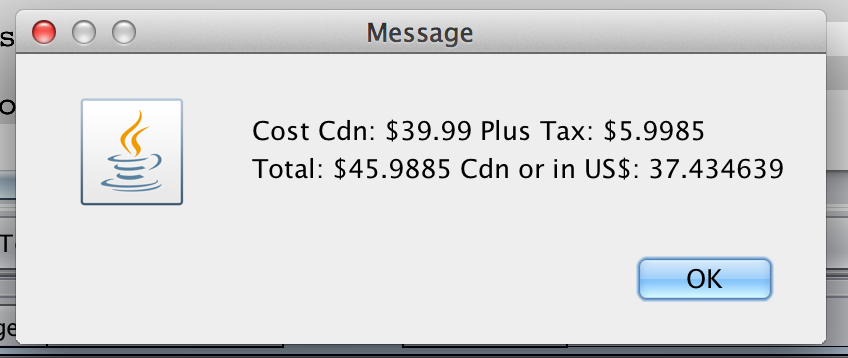 Message
Cost Cdn: $39.99 Plus Tax: $5.9985
Total: $45.9885 Cdn or in US$: 37.434639
OK